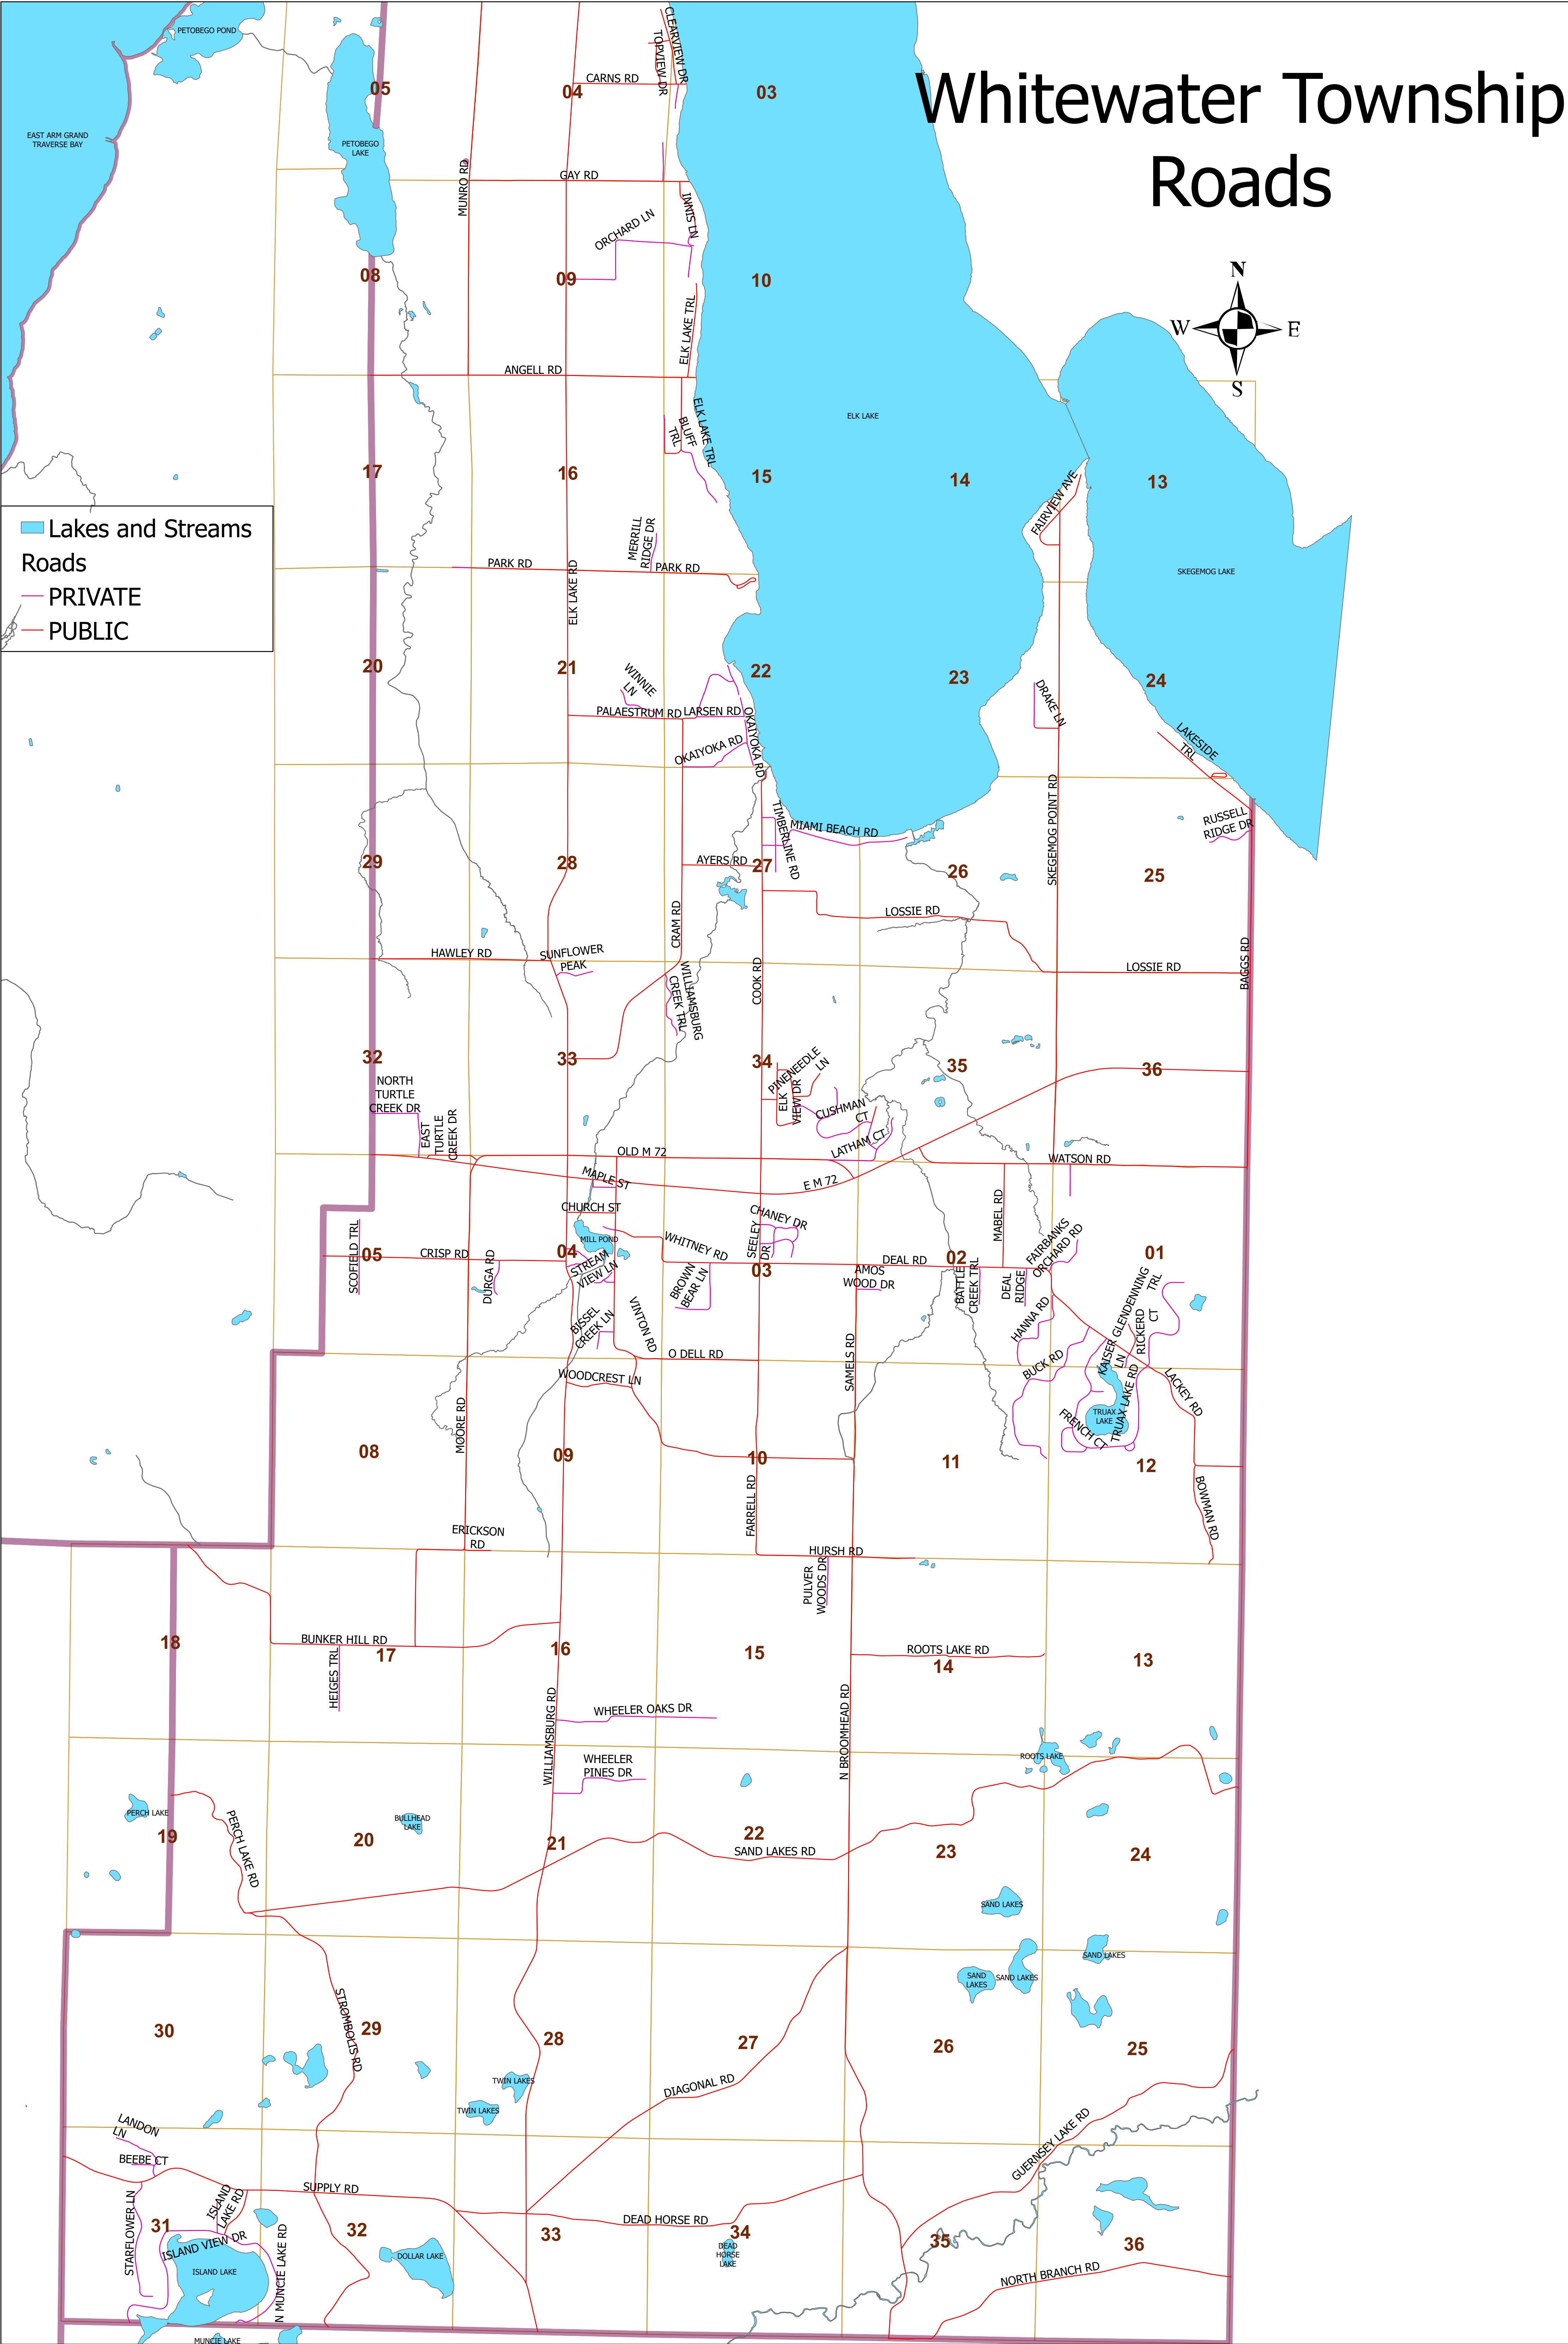 Whitewater Township
Roads
N
W
E
S
PETOBEGO POND
EAST ARM GRAND
TRAVERSE BAY
PETOBEGO
LAKE
05
04
03
CLEARVIEW DR
TOPVIEW DR
CARNS RD
MUNRO RD
GAY RD
INNIS LN
ORCHARD LN
08
09
10
ELK LAKE TRL
ANGELL RD
ELK LAKE TRL
BLUFF
TRL
ELK LAKE
17
16
15
14
13
FAIRVIEW AVE
Lakes and Streams
Roads
PRIVATE
PUBLIC
MERRILL
RIDGE DR
PARK RD
PARK RD
ELK LAKE RD
SKEGEMOG LAKE
20
21
22
23
24
WINNIE
LN
PALAESTRUM RD
LARSEN RD
OKAIYOKA RD
OKAIYOKA RD
DRAKE LN
LAKESIDE
TRL
SKEGEMOG POINT RD
RUSSELL
RIDGE DR
TIMBERLINE RD
MIAMI BEACH RD
29
28
AYERS RD
27
26
25
CRAM RD
LOSSIE RD
HAWLEY RD
SUNFLOWER
PEAK
WILLIAMSBURG
CREEK TRL
COOK RD
LOSSIE RD
BAGGS RD
32
33
34
35
36
PINENEEDLE
LN
ELK
VIEW DR
NORTH
TURTLE
CREEK DR
EAST
TURTLE
CREEK DR
CUSHMAN
CT
LATHAM CT
OLD M 72
WATSON RD
MAPLE ST
E M 72
CHURCH ST
MABEL RD
CHANEY DR
SEELEY
DR
MILL POND
SCOFIELD TRL
05
CRISP RD
04
WHITNEY RD
03
DEAL RD
02
01
FAIRBANKS
ORCHARD RD
DURGA RD
STREAM
VIEW LN
BROWN
BEAR LN
AMOS
WOOD DR
BATTLE
CREEK TRL
DEAL
RIDGE
HANNA RD
KAISER
LN
GLENDENNING
TRL
RICKERD
CT
BISSEL
CREEK LN
VINTON RD
O DELL RD
SAMELS RD
BUCK RD
WOODCREST LN
LACKEY RD
TRUAX LAKE RD
TRUAX
LAKE
FRENCH CT
MOORE RD
08
09
10
11
12
FARRELL RD
BOWMAN RD
ERICKSON
RD
HURSH RD
PULVER
WOODS DR
18
BUNKER HILL RD
17
16
15
ROOTS LAKE RD
14
13
HEIGES TRL
WILLIAMSBURG RD
WHEELER OAKS DR
N BROOMHEAD RD
WHEELER
PINES DR
ROOTS LAKE
PERCH LAKE
19
PERCH LAKE RD
BULLHEAD
LAKE
20
21
22
SAND LAKES RD
23
24
SAND LAKES
SAND LAKES
SAND
LAKES
SAND LAKES
30
STROMBOLIS RD
29
28
27
26
25
TWIN LAKES
TWIN LAKES
DIAGONAL RD
LANDON
LN
BEEBE CT
GUERNSEY LAKE RD
STARFLOWER LN
ISLAND
LAKE RD
SUPPLY RD
31
32
33
DEAD HORSE RD
34
35
36
ISLAND VIEW DR
ISLAND LAKE
N MUNCIE LAKE RD
DOLLAR LAKE
DEAD
HORSE
LAKE
NORTH BRANCH RD
MUNCIE LAKE